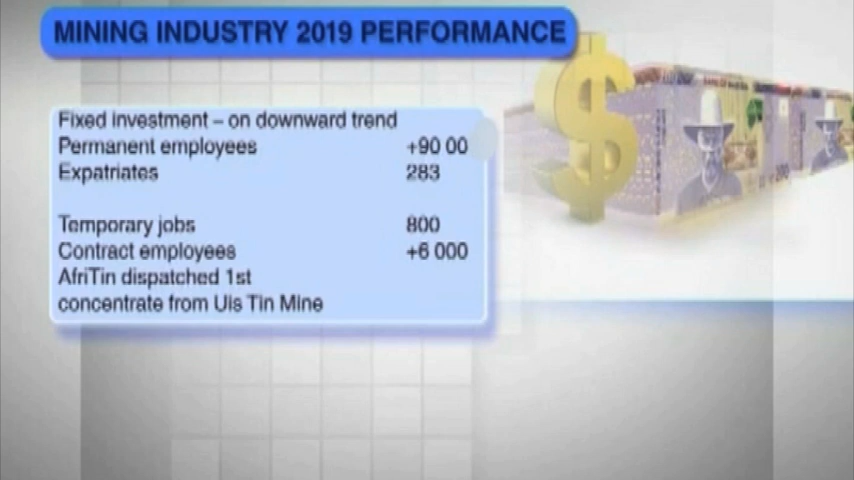 MINING INDUSTRY 2019 PERFORMANCE
Fixed investment – on downward trend
Permanent employees +90 00
Expatriates 283
Temporary jobs 800
Contract employees +6 000
AfriTin dispatched 1st
concentrate from Uis Tin Mine